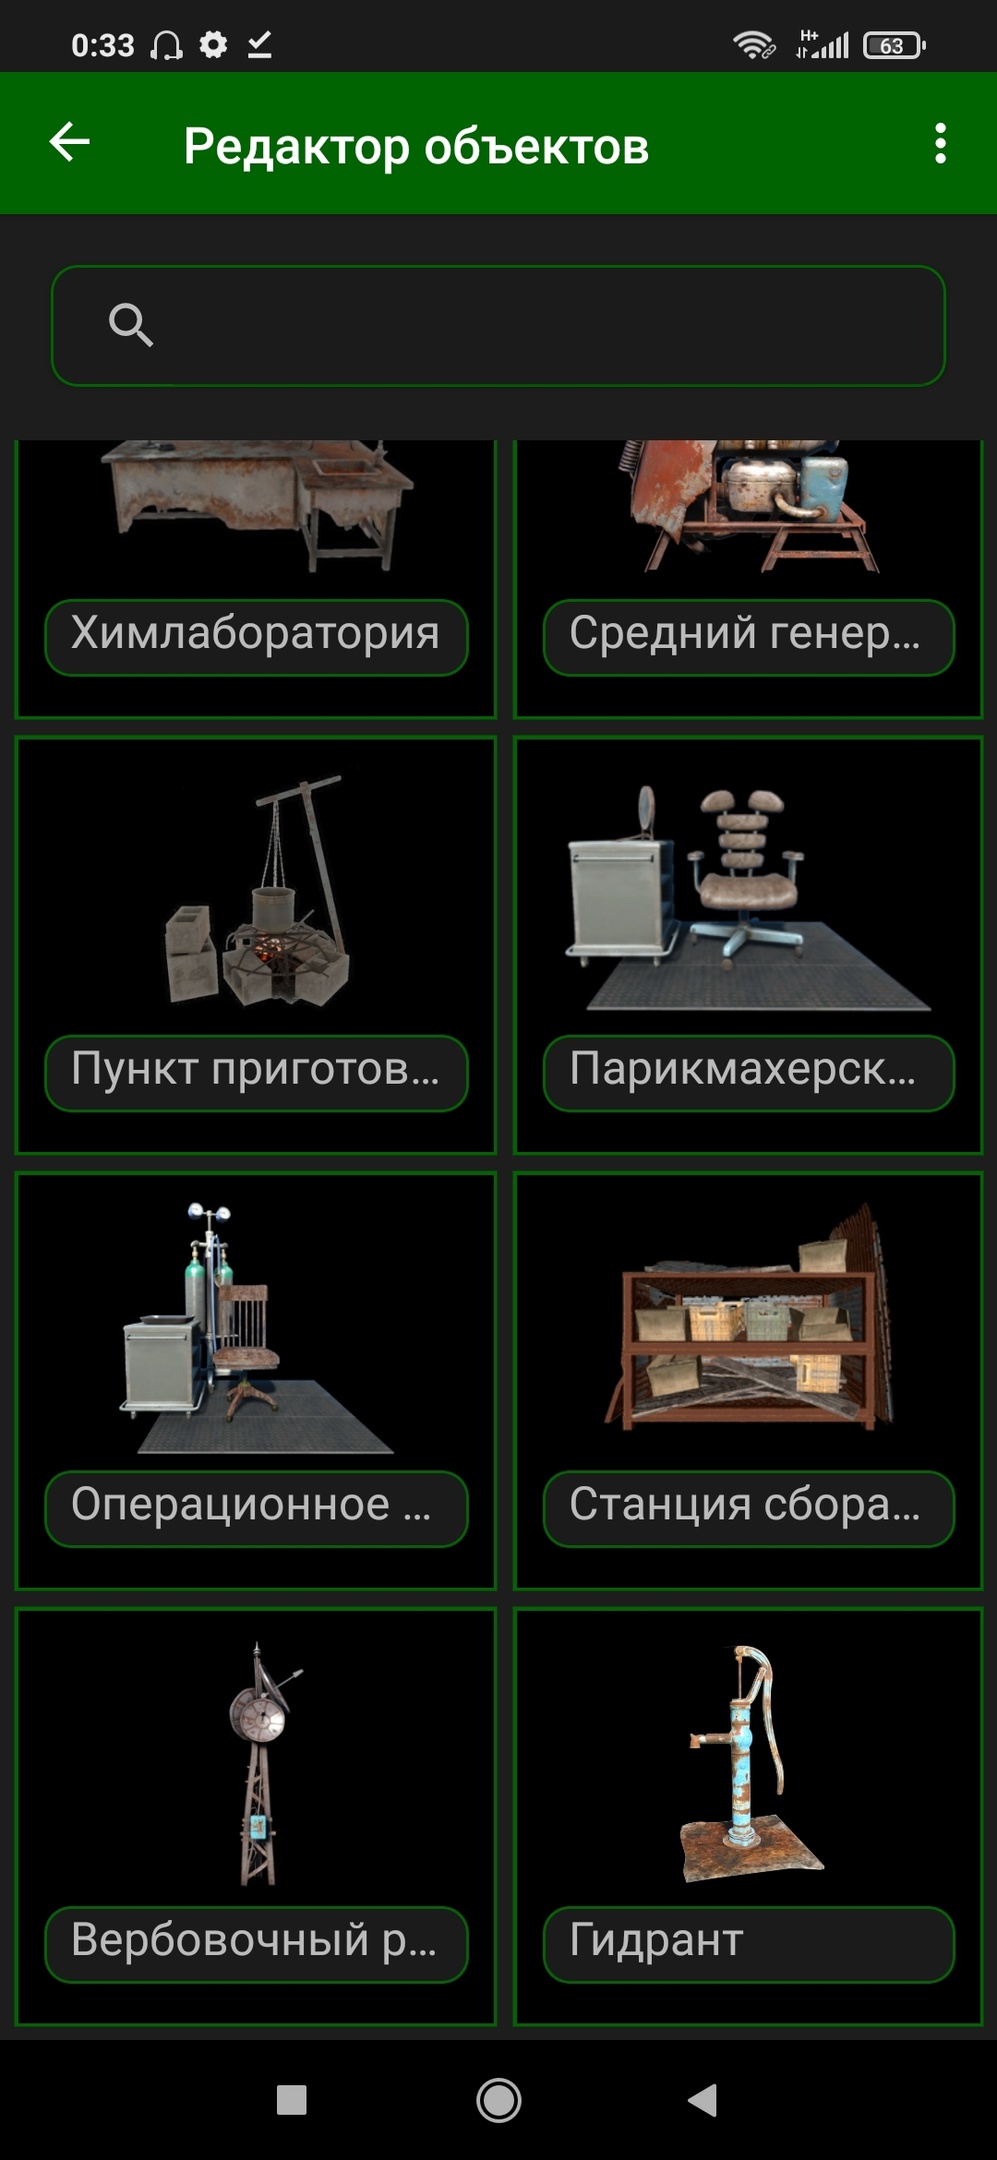 0:33
H+
63
Редактор объектов
Химлаборатория
Средний генер...
Пункт приготов...
Парикмахерск...
Операционное ...
Станция сбора...
Вербовочный р...
Гидрант